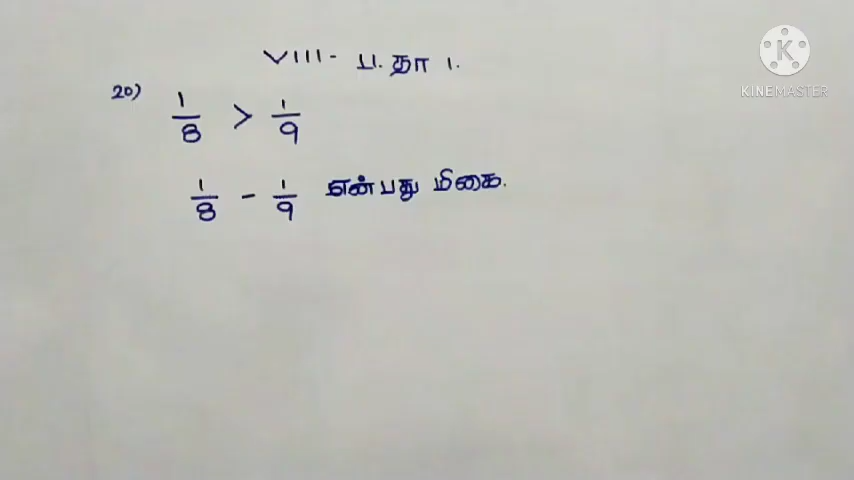 VIII - ப. தா 1.
20) 1/8 > 1/9
1/8 - 1/9 என்பது மிகை.
KINEMASTER